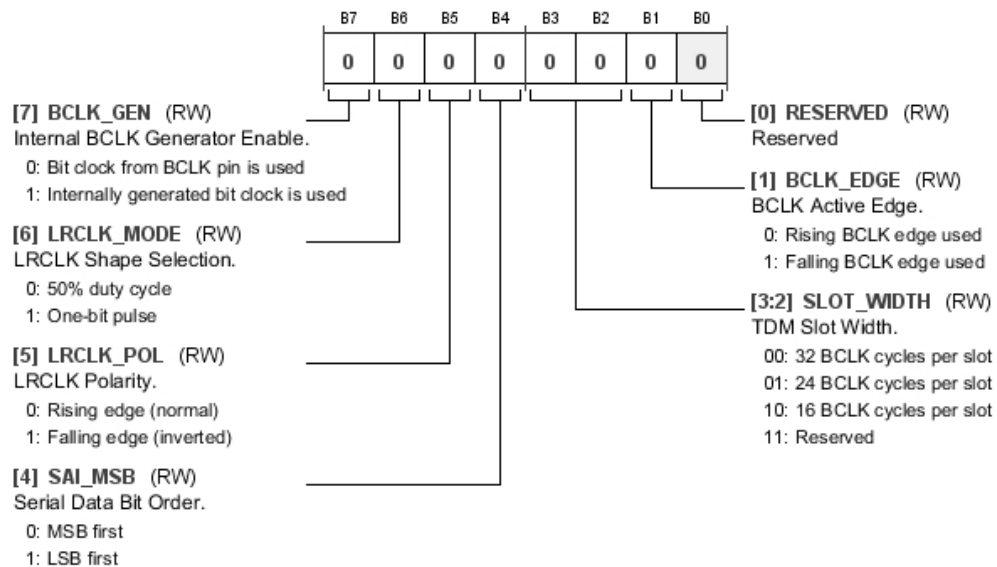 B7 B6 B5 B4 B3 B2 B1 B0
0 0 0 0 0 0 0 0
[7] BCLK_GEN (RW)
Internal BCLK Generator Enable.
0: Bit clock from BCLK pin is used
1: Internally generated bit clock is used
[6] LRCLK_MODE (RW)
LRCLK Shape Selection.
0: 50% duty cycle
1: One-bit pulse
[5] LRCLK_POL (RW)
LRCLK Polarity.
0: Rising edge (normal)
1: Falling edge (inverted)
[4] SAI_MSB (RW)
Serial Data Bit Order.
0: MSB first
1: LSB first
[0] RESERVED (RW)
Reserved
[1] BCLK_EDGE (RW)
BCLK Active Edge.
0: Rising BCLK edge used
1: Falling BCLK edge used
[3:2] SLOT_WIDTH (RW)
TDM Slot Width.
00: 32 BCLK cycles per slot
01: 24 BCLK cycles per slot
10: 16 BCLK cycles per slot
11: Reserved